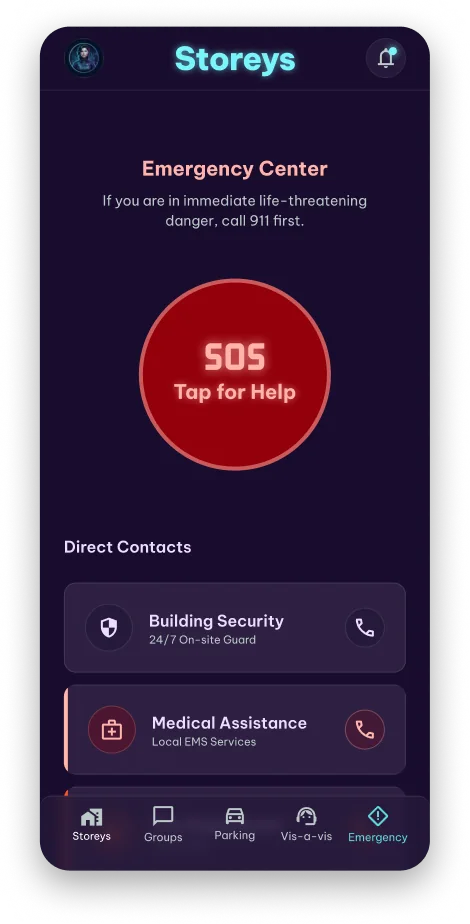 Storeys
Emergency Center
If you are in immediate life-threatening
danger, call 911 first.
SOS
Tap for Help
Direct Contacts
Building Security
24/7 On-site Guard
Medical Assistance
Local EMS Services
Storeys
Groups
Parking
Vis-a-vis
Emergency